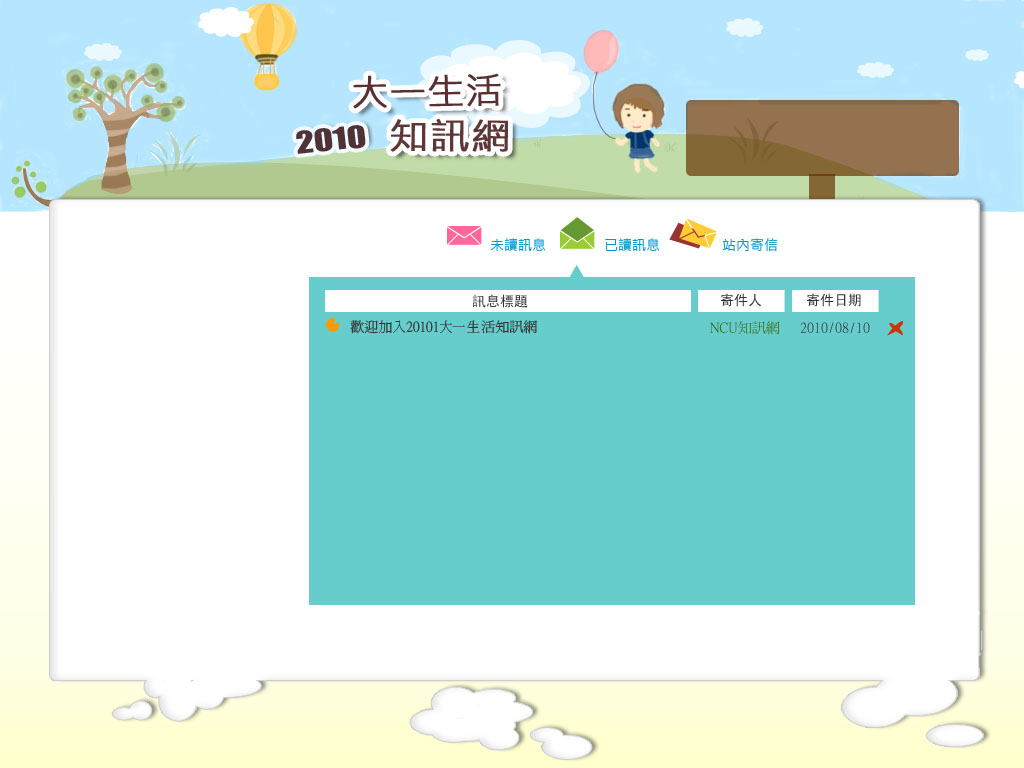 大一生活
2010 知訊網
未讀訊息 已讀訊息 站內寄信
訊息標題 寄件人 寄件日期
歡迎加入20101大一生活知訊網 NCU知訊網 2010/08/10